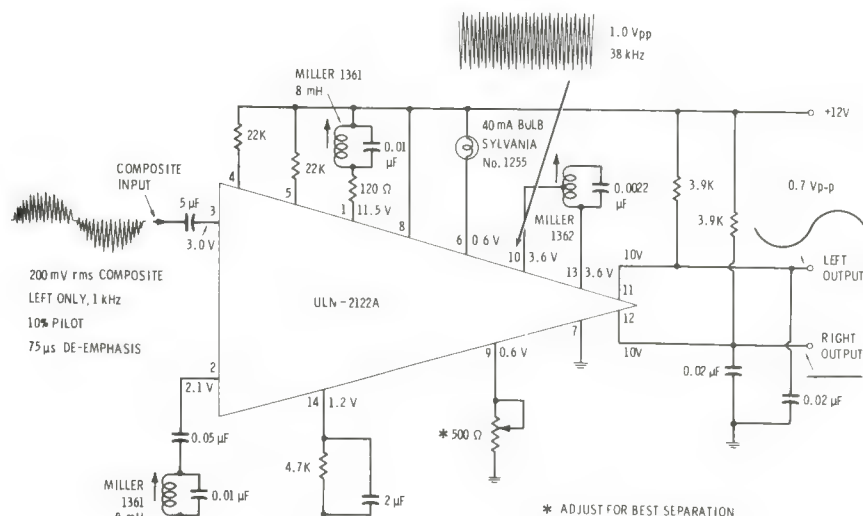 1.0 Vpp
38 kHz
MILLER 1361
8 mH
+12V
40 mA BULB
SYLVANIA
No. 1255
22K
0.01
µF
COMPOSITE
INPUT
22K
120 Ω
0.0022
µF
3.9K
0.7 Vp-p
5 µF
4
5
1
11.5 V
8
MILLER
1362
3.9K
3
3.0 V
6
0.6 V
10
3.6 V
13
3.6 V
10V
LEFT
OUTPUT
200 mV rms COMPOSITE
LEFT ONLY, 1 kHz
10% PILOT
75 µs DE-EMPHASIS
ULN-2122A
11
12
7
RIGHT
OUTPUT
10V
9
0.6 V
2
2.1 V
0.02 µF
0.02 µF
14
1.2 V
0.05 µF
* 500 Ω
4.7K
2 µF
MILLER
1361
0.01 µF
* ADJUST FOR BEST SEPARATION